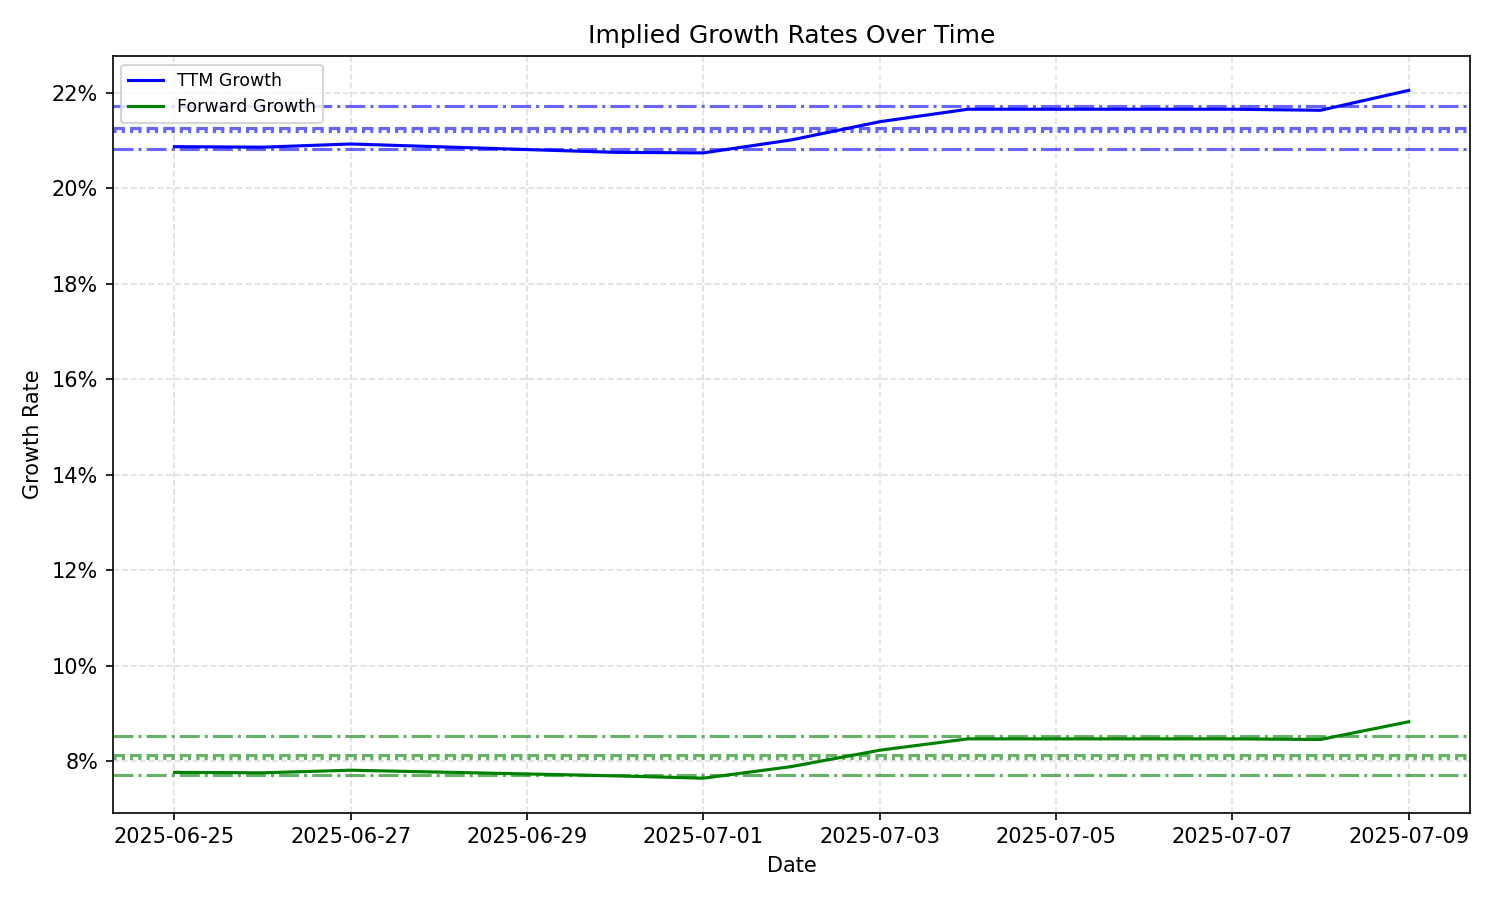 Implied Growth Rates Over Time
TTM Growth
Forward Growth
22%
20%
18%
16%
14%
12%
10%
8%
Growth Rate
2025-06-25 2025-06-27 2025-06-29 2025-07-01 2025-07-03 2025-07-05 2025-07-07 2025-07-09
Date